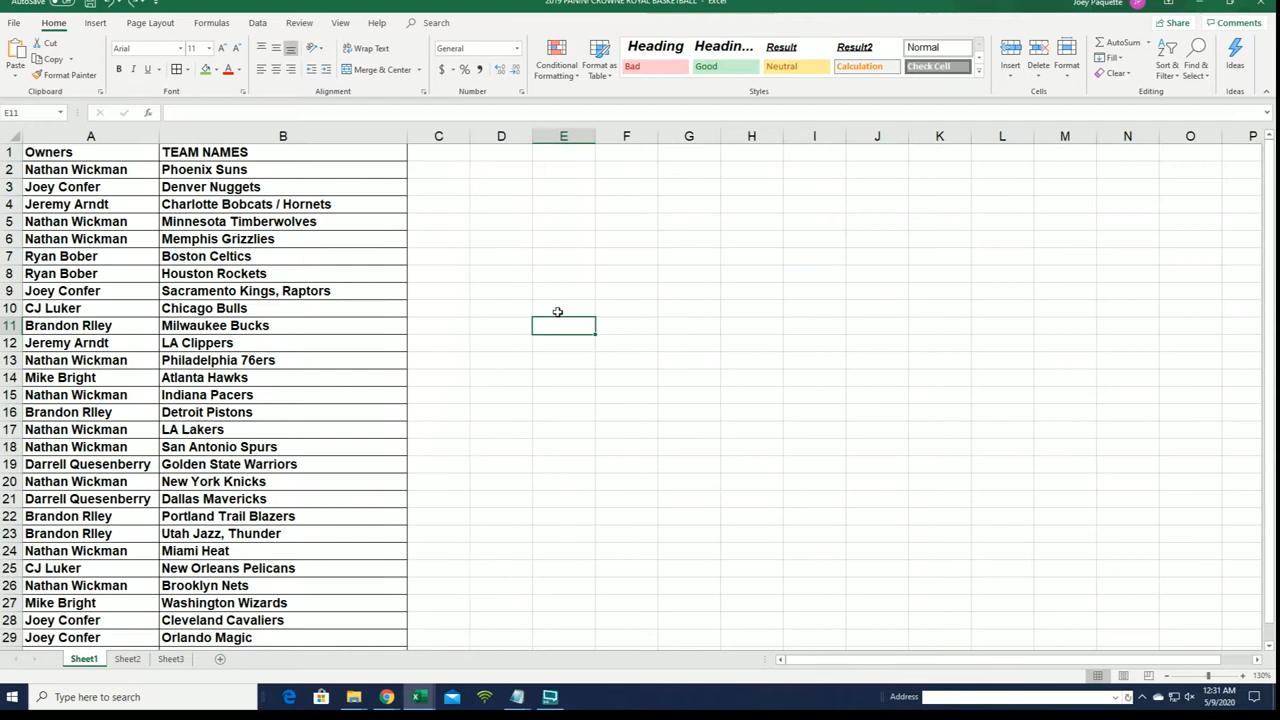 AutoSave Off 2019 PANINI CROWNE ROYAL BASKETBALL - Excel Joey Paquette JP
File Home Insert Page Layout Formulas Data Review View Help Search Share Comments
Paste Cut Copy Format Painter Clipboard
Arial 11 A A B I U A Font
Wrap Text Merge & Center Alignment
General $ % Number
Conditional Formatting Format as Table
Heading Headin... Result Result2 Normal
Bad Good Neutral Calculation Check Cell
Styles
Insert Delete Format Cells
AutoSum Fill Clear Sort & Filter Find & Select Editing
Ideas Ideas
E11 fx
A B C D E F G H I J K L M N O P
1 Owners TEAM NAMES
2 Nathan Wickman Phoenix Suns
3 Joey Confer Denver Nuggets
4 Jeremy Arndt Charlotte Bobcats / Hornets
5 Nathan Wickman Minnesota Timberwolves
6 Nathan Wickman Memphis Grizzlies
7 Ryan Bober Boston Celtics
8 Ryan Bober Houston Rockets
9 Joey Confer Sacramento Kings, Raptors
10 CJ Luker Chicago Bulls
11 Brandon RIley Milwaukee Bucks
12 Jeremy Arndt LA Clippers
13 Nathan Wickman Philadelphia 76ers
14 Mike Bright Atlanta Hawks
15 Nathan Wickman Indiana Pacers
16 Brandon RIley Detroit Pistons
17 Nathan Wickman LA Lakers
18 Nathan Wickman San Antonio Spurs
19 Darrell Quesenberry Golden State Warriors
20 Nathan Wickman New York Knicks
21 Darrell Quesenberry Dallas Mavericks
22 Brandon RIley Portland Trail Blazers
23 Brandon RIley Utah Jazz, Thunder
24 Nathan Wickman Miami Heat
25 CJ Luker New Orleans Pelicans
26 Nathan Wickman Brooklyn Nets
27 Mike Bright Washington Wizards
28 Joey Confer Cleveland Cavaliers
29 Joey Confer Orlando Magic
Sheet1 Sheet2 Sheet3
130%
Type here to search Address 12:31 AM
5/9/2020